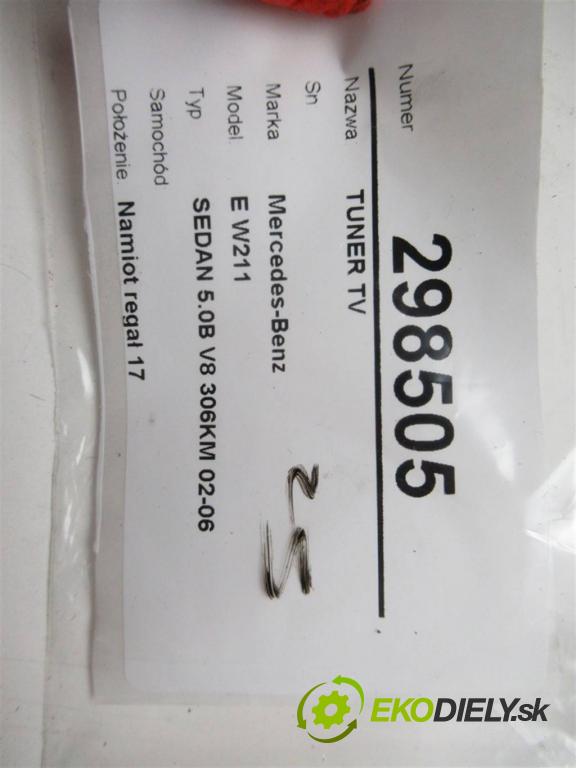 Numer 298505
Nazwa TUNER TV
Sn
Marka Mercedes-Benz
Model E W211
Typ SEDAN 5.0B V8 306KM 02-06
Samochód
Położenie Namiot regał 17
EKODIELY.sk